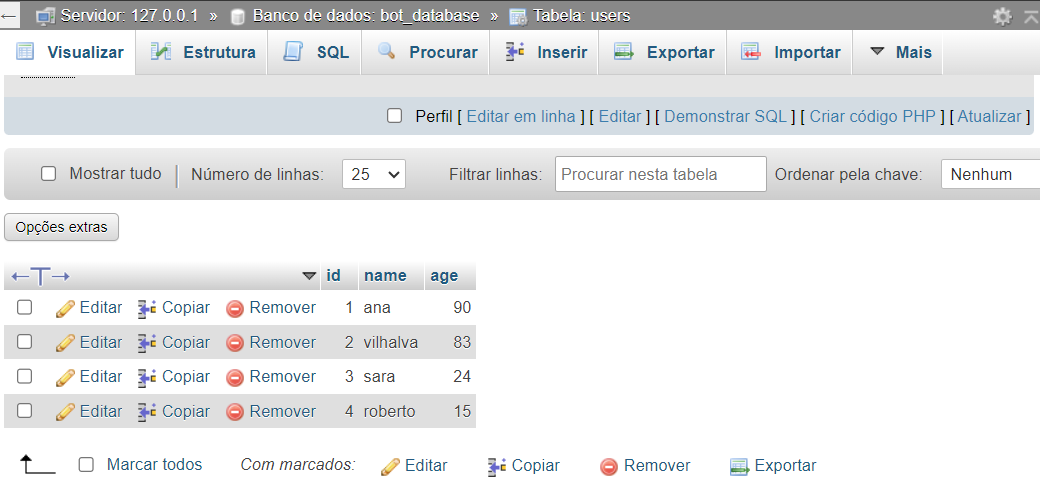 Servidor: 127.0.0.1 » Banco de dados: bot_database » Tabela: users
Visualizar Estrutura SQL Procurar Inserir Exportar Importar Mais
Perfil [ Editar em linha ] [ Editar ] [ Demonstrar SQL ] [ Criar código PHP ] [ Atualizar ]
Mostrar tudo Número de linhas: 25 Filtrar linhas: Procurar nesta tabela Ordenar pela chave: Nenhum
Opções extras
←T→ id name age
Editar Copiar Remover 1 ana 90
Editar Copiar Remover 2 vilhalva 83
Editar Copiar Remover 3 sara 24
Editar Copiar Remover 4 roberto 15
Marcar todos Com marcados: Editar Copiar Remover Exportar